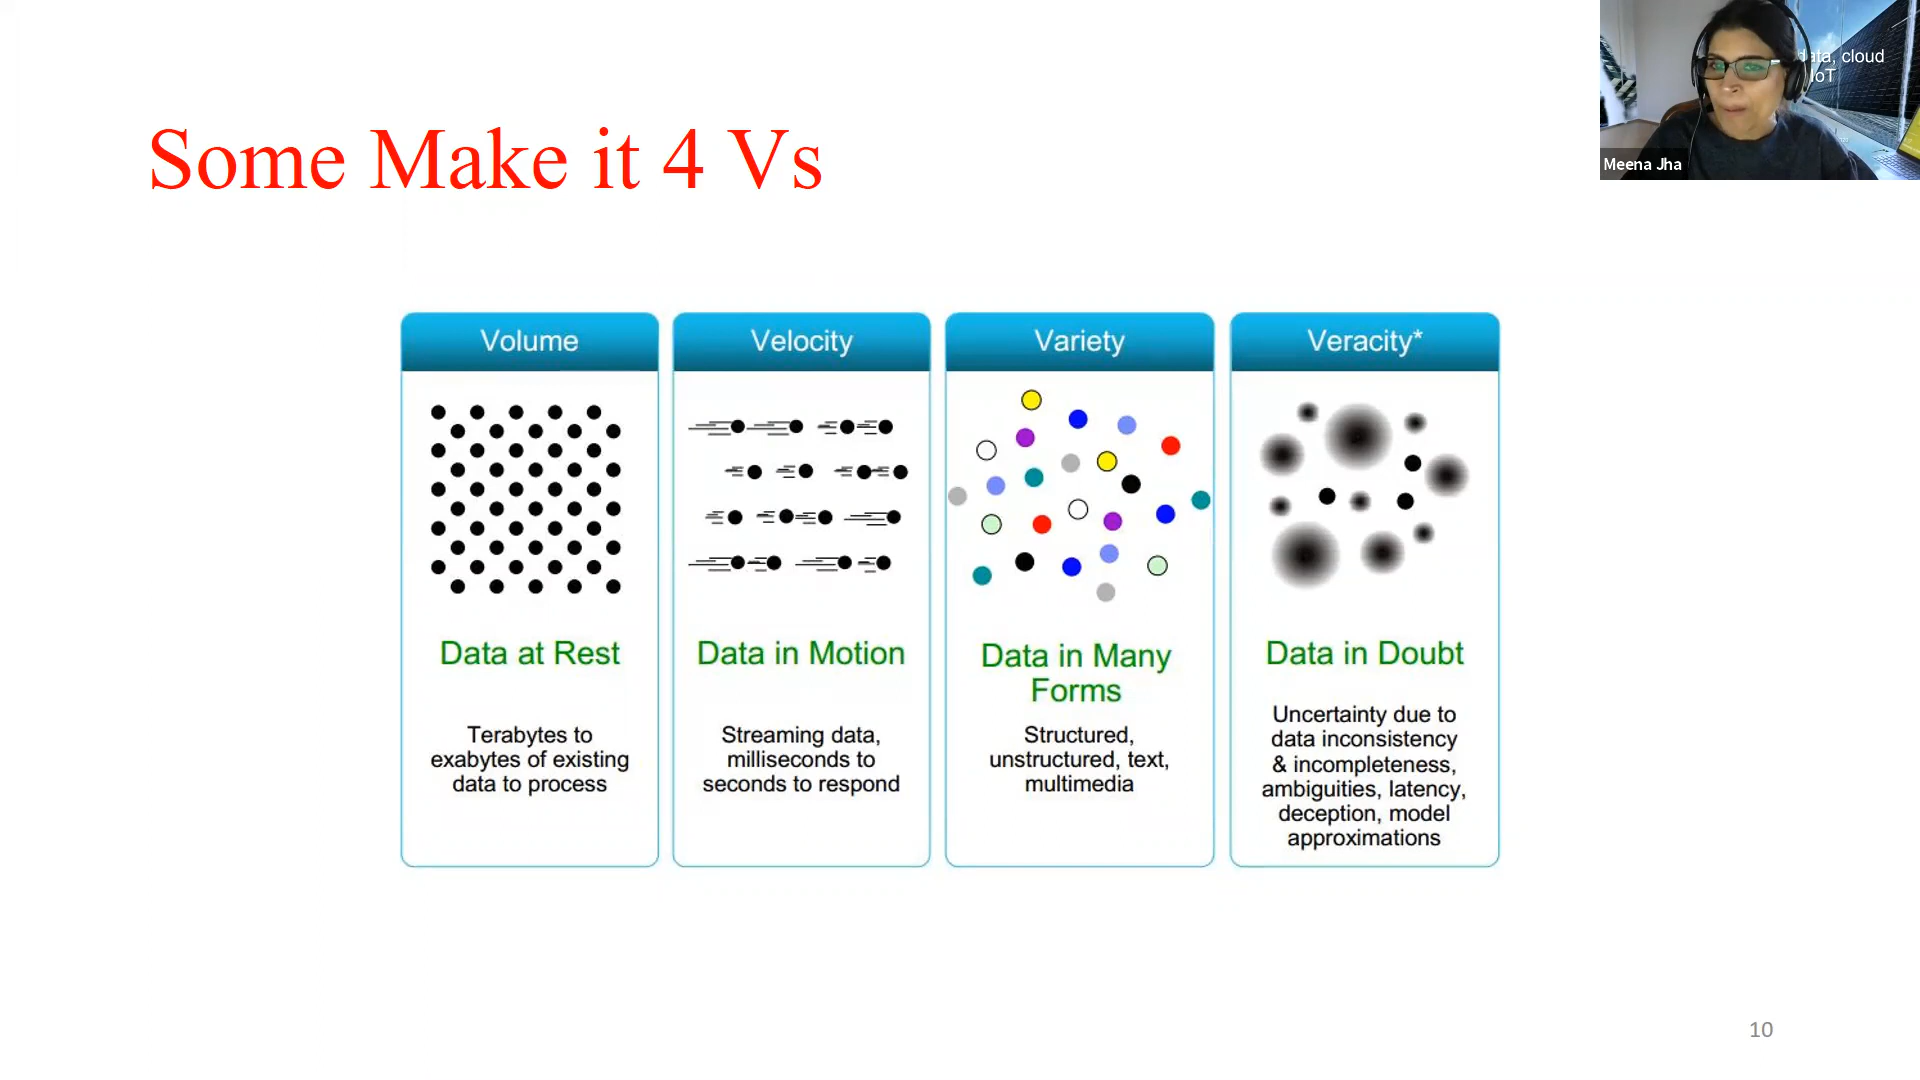 data, cloud
IoT
Meena Jha
Some Make it 4 Vs
Volume
Data at Rest
Terabytes to
exabytes of existing
data to process
Velocity
Data in Motion
Streaming data,
milliseconds to
seconds to respond
Variety
Data in Many
Forms
Structured,
unstructured, text,
multimedia
Veracity*
Data in Doubt
Uncertainty due to
data inconsistency
& incompleteness,
ambiguities, latency,
deception, model
approximations
10